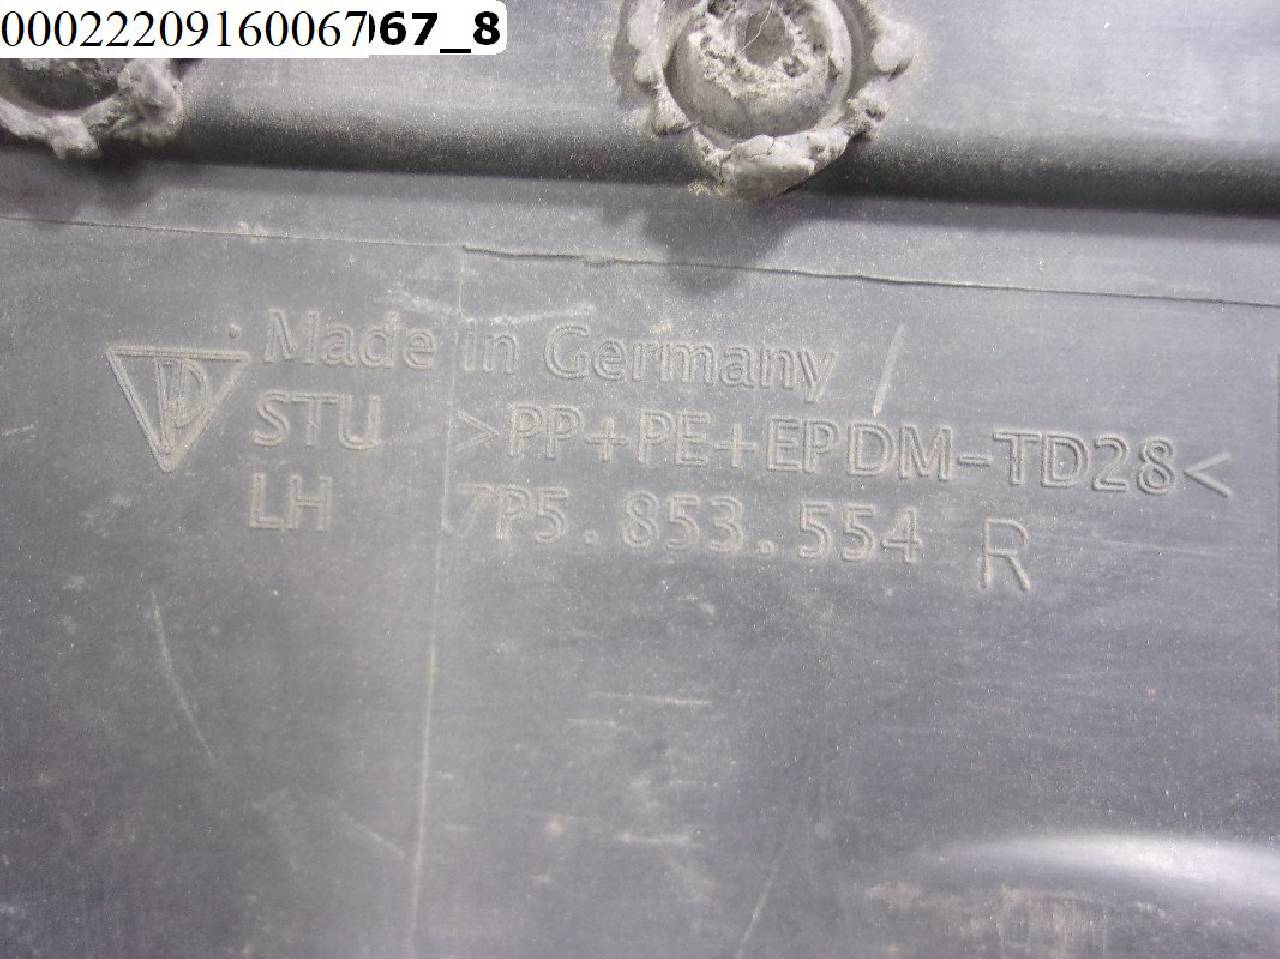 00022209160067067_8
Made in Germany
STU >PP+PE+EPDM-TD28<
LH 7P5.853.554 R